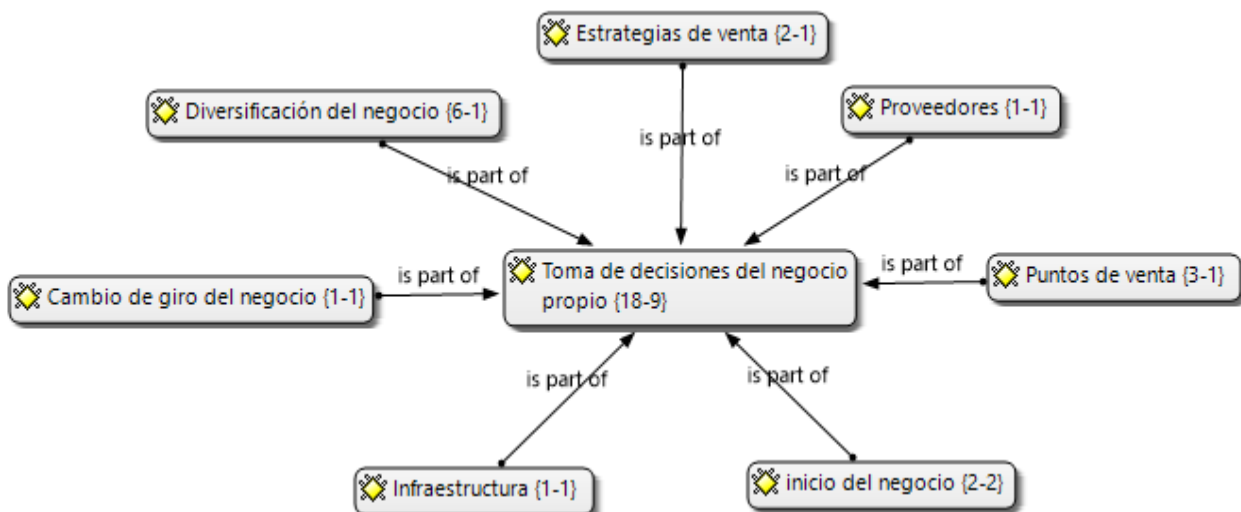 Estrategias de venta {2-1}
Diversificación del negocio {6-1}
Proveedores {1-1}
is part of
is part of
is part of
Cambio de giro del negocio {1-1}
is part of
Toma de decisiones del negocio
propio {18-9}
is part of
Puntos de venta {3-1}
is part of
is part of
Infraestructura {1-1}
inicio del negocio {2-2}